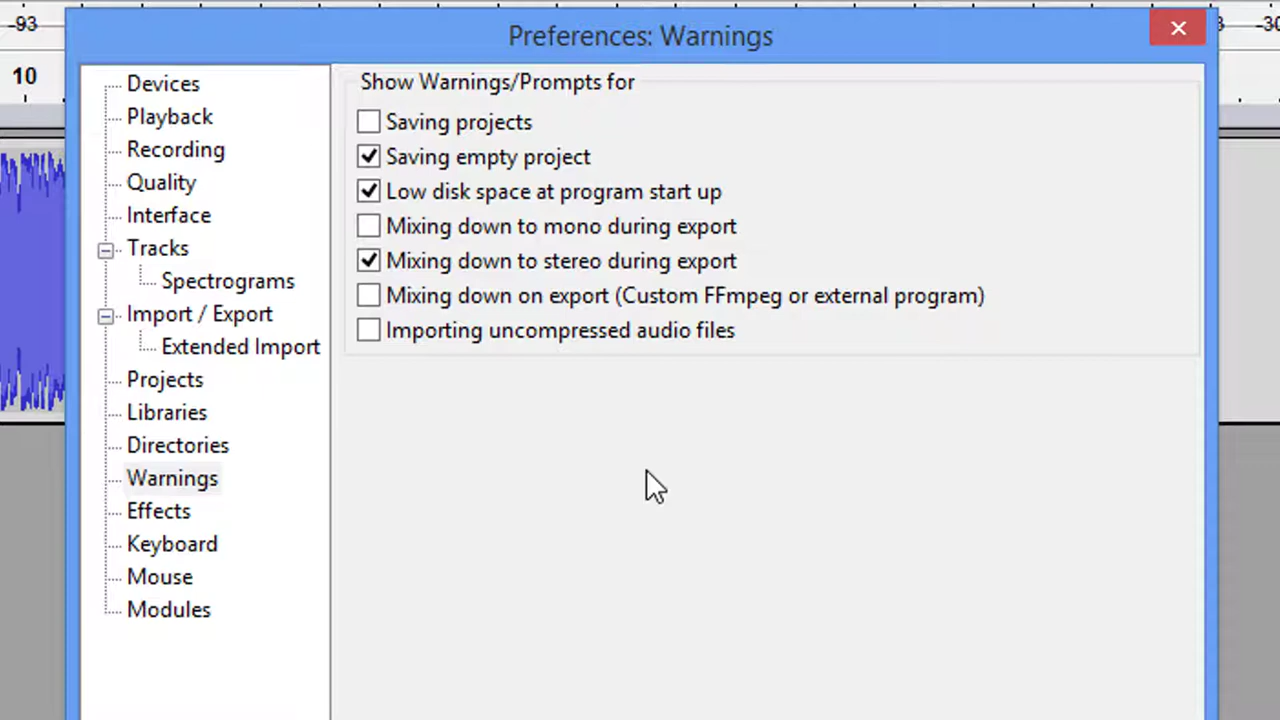 -93
Preferences: Warnings
10
Devices
Playback
Recording
Quality
Interface
Tracks
Spectrograms
Import / Export
Extended Import
Projects
Libraries
Directories
Warnings
Effects
Keyboard
Mouse
Modules
Show Warnings/Prompts for
Saving projects
Saving empty project
Low disk space at program start up
Mixing down to mono during export
Mixing down to stereo during export
Mixing down on export (Custom FFmpeg or external program)
Importing uncompressed audio files